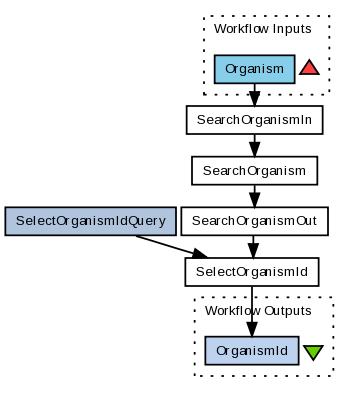 Workflow Inputs
Organism
SearchOrganismIn
SearchOrganism
SelectOrganismIdQuery
SearchOrganismOut
SelectOrganismId
Workflow Outputs
OrganismId